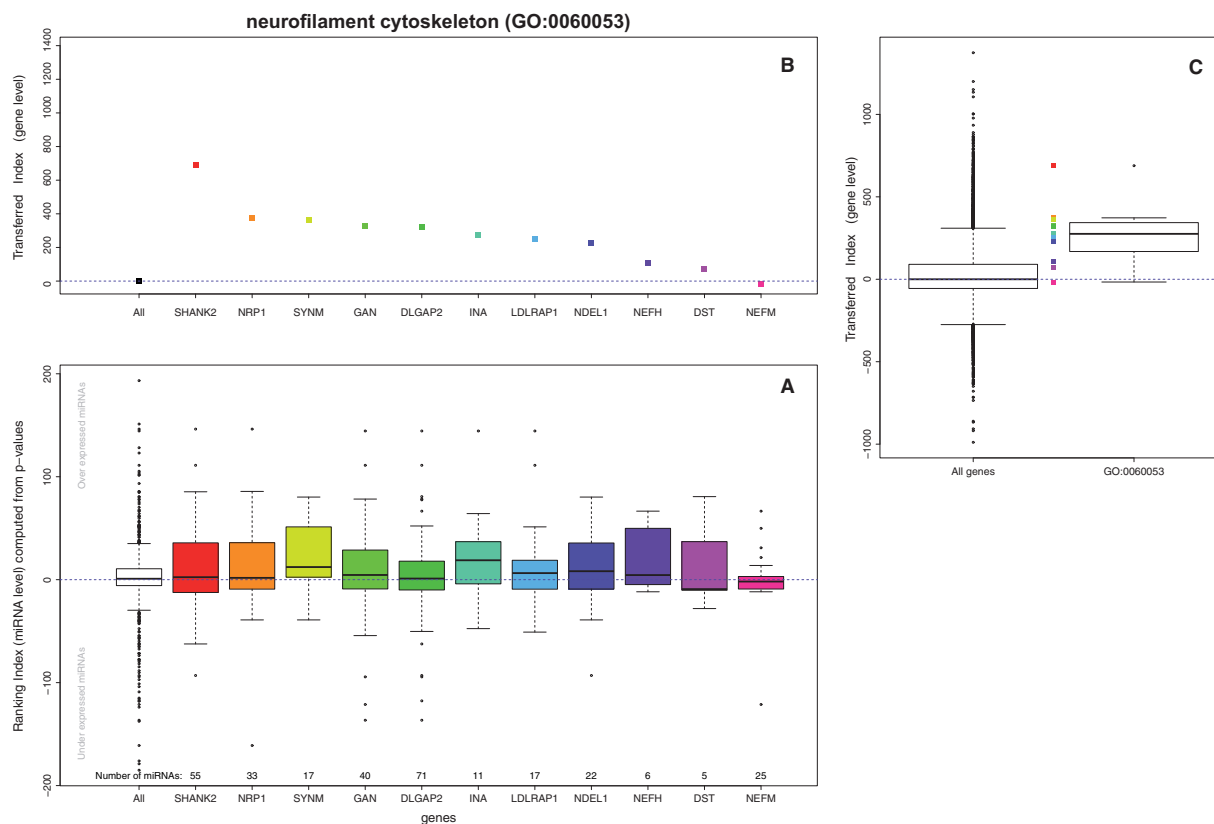 neurofilament cytoskeleton (GO:0060053)
B
Transferred Index (gene level)
1400
1200
1000
800
600
400
200
0
All SHANK2 NRP1 SYNM GAN DLGAP2 INA LDLRAP1 NDEL1 NEFH DST NEFM
C
Transferred Index (gene level)
1000
500
0
−500
−1000
All genes GO:0060053
A
Ranking Index (miRNA level) computed from p-values
200
100
0
−100
−200
Over expressed miRNAs
Under expressed miRNAs
Number of miRNAs: 55 33 17 40 71 11 17 22 6 5 25
All SHANK2 NRP1 SYNM GAN DLGAP2 INA LDLRAP1 NDEL1 NEFH DST NEFM
genes